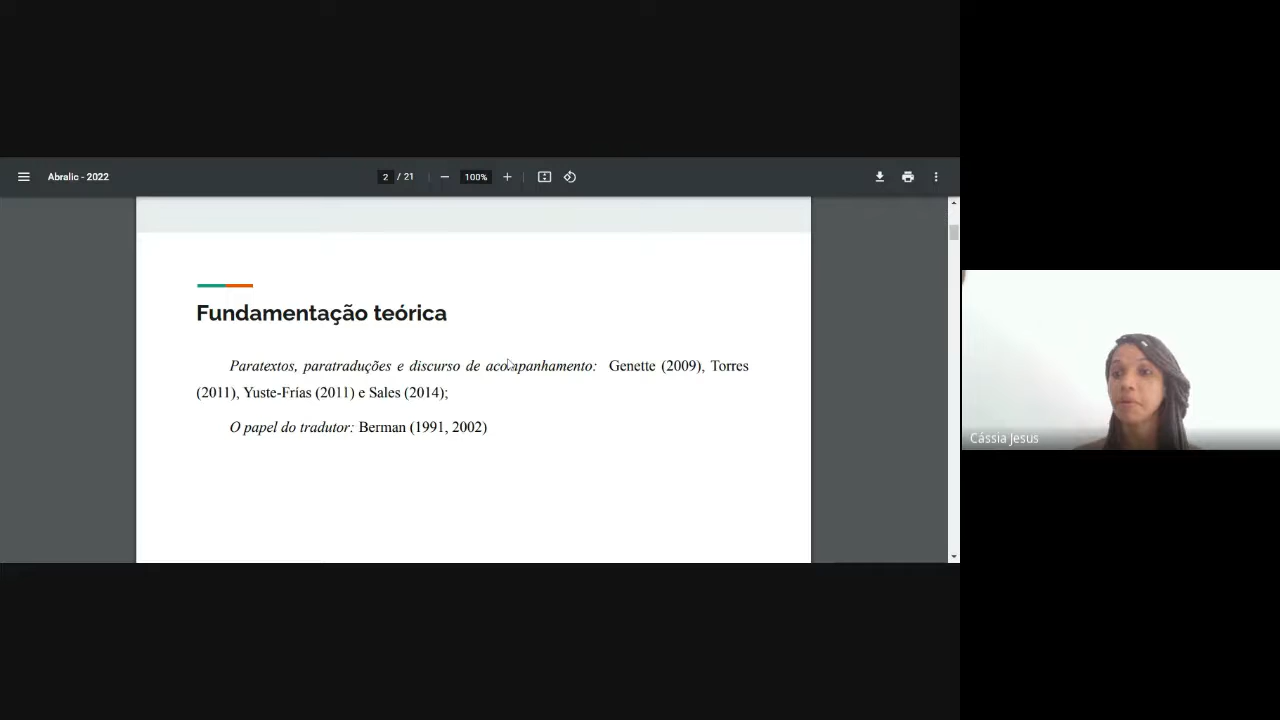 Abralic - 2022
2 / 21
100%
Fundamentação teórica
Paratextos, paratraduções e discurso de acompanhamento: Genette (2009), Torres
(2011), Yuste-Frías (2011) e Sales (2014);
O papel do tradutor: Berman (1991, 2002)
Cássia Jesus